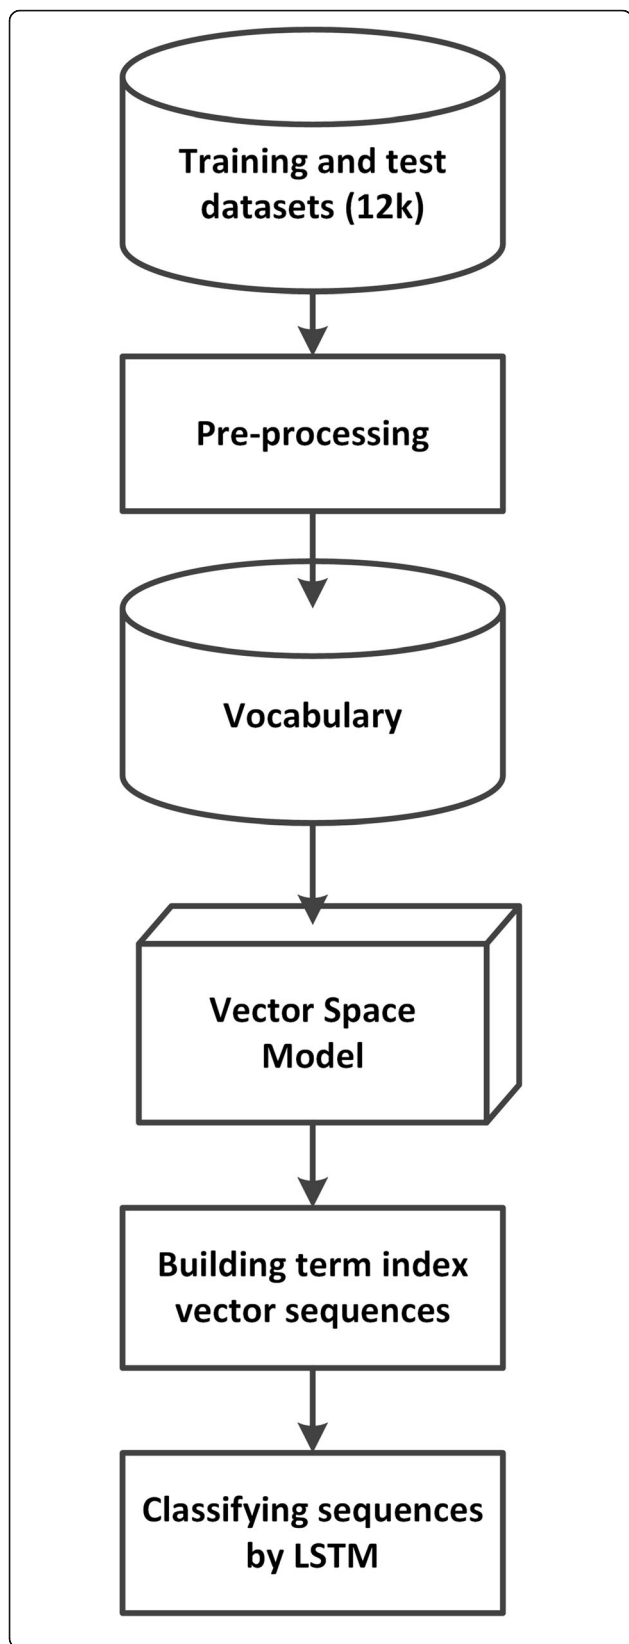 Training and test
datasets (12k)
Pre-processing
Vocabulary
Vector Space
Model
Building term index
vector sequences
Classifying sequences
by LSTM